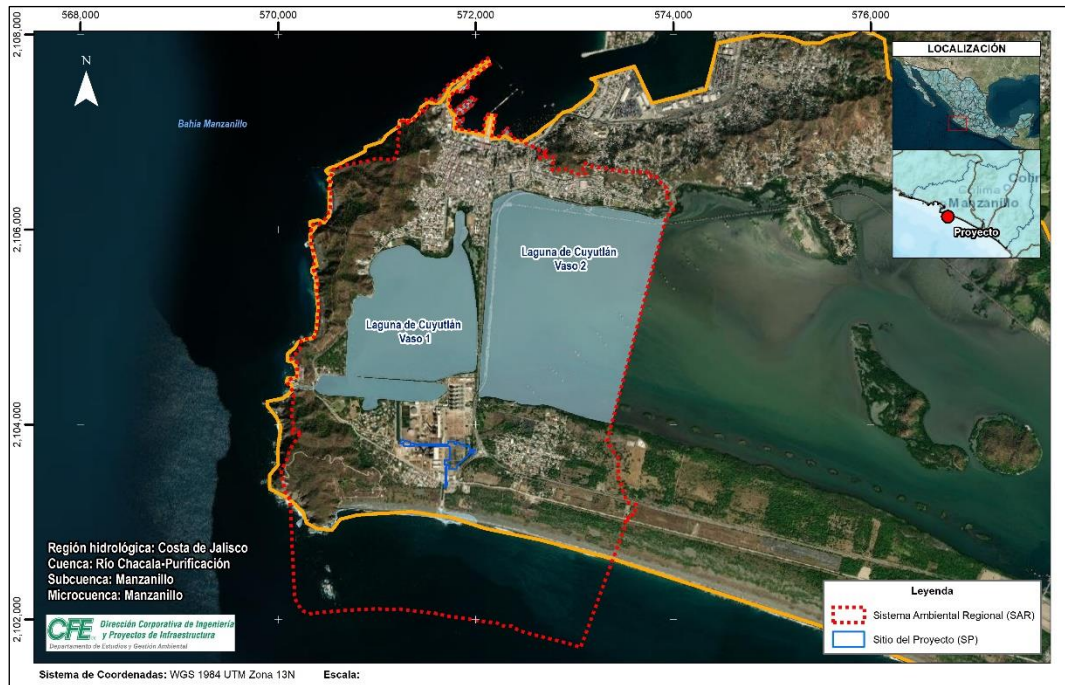 568,000
570,000
572,000
574,000
576,000
2,108,000
2,106,000
2,104,000
2,102,000
N
Bahia Manzanillo
LOCALIZACIÓN
Colima
Colim
Manzanillo
Proyecto
Laguna de Cuyutlán
Vaso 2
Laguna de Cuyutlán
Vaso 1
Región hidrológica: Costa de Jalisco
Cuenca: Río Chacala-Purificación
Subcuenca: Manzanillo
Microcuenca: Manzanillo
CFE Dirección Corporativa de Ingeniería
y Proyectos de Infraestructura
Departamento de Estudios y Gestión Ambiental
Leyenda
Sistema Ambiental Regional (SAR)
Sitio del Proyecto (SP)
Sistema de Coordenadas: WGS 1984 UTM Zona 13N Escala: